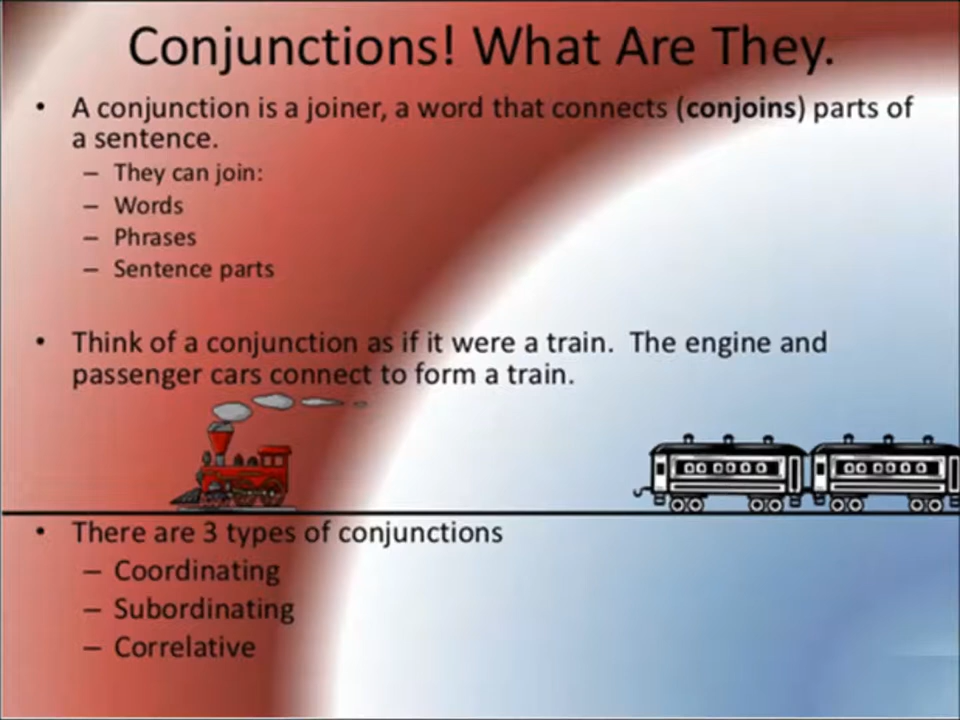 Conjunctions! What Are They.
• A conjunction is a joiner, a word that connects (conjoins) parts of
a sentence.
– They can join:
– Words
– Phrases
– Sentence parts
• Think of a conjunction as if it were a train.  The engine and
passenger cars connect to form a train.
• There are 3 types of conjunctions
– Coordinating
– Subordinating
– Correlative